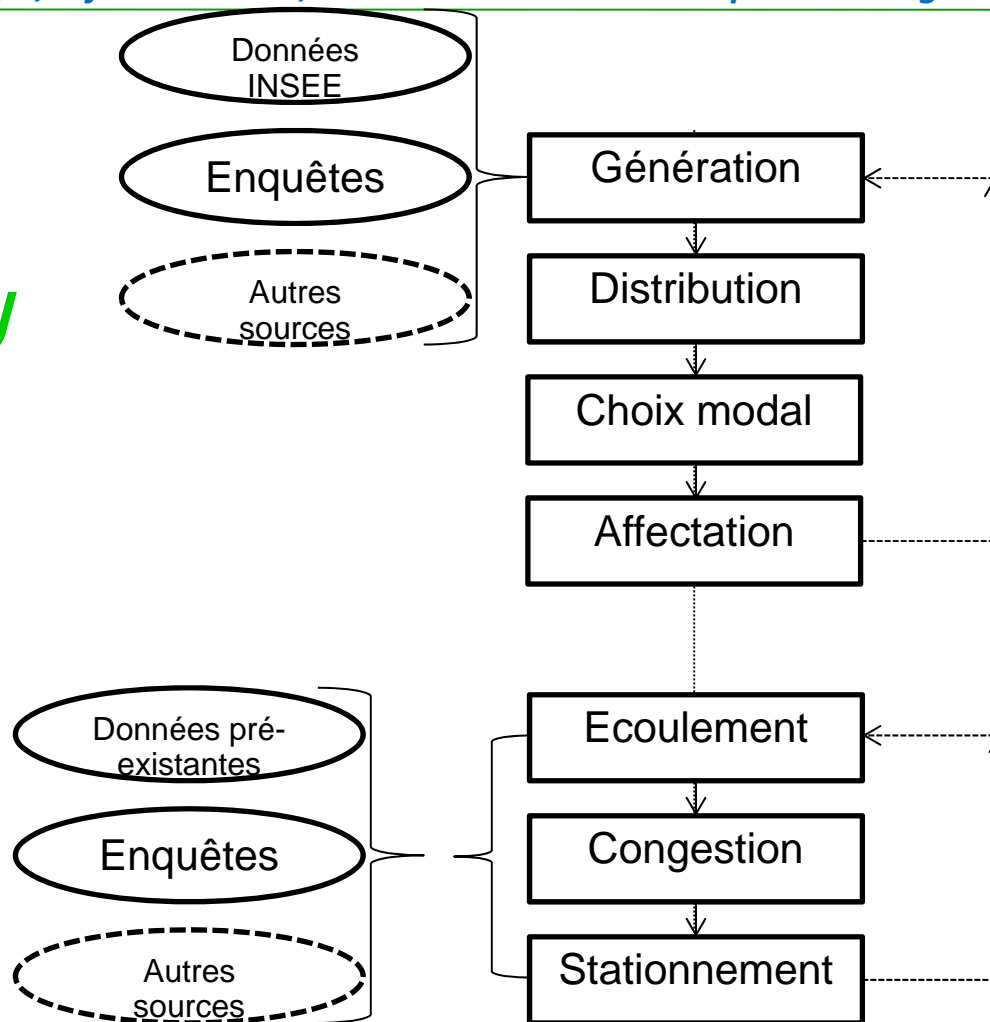 Données
INSEE
Enquêtes
Autres
sources
Génération
Distribution
Choix modal
Affectation
Données pré-
existantes
Enquêtes
Autres
sources
Ecoulement
Congestion
Stationnement